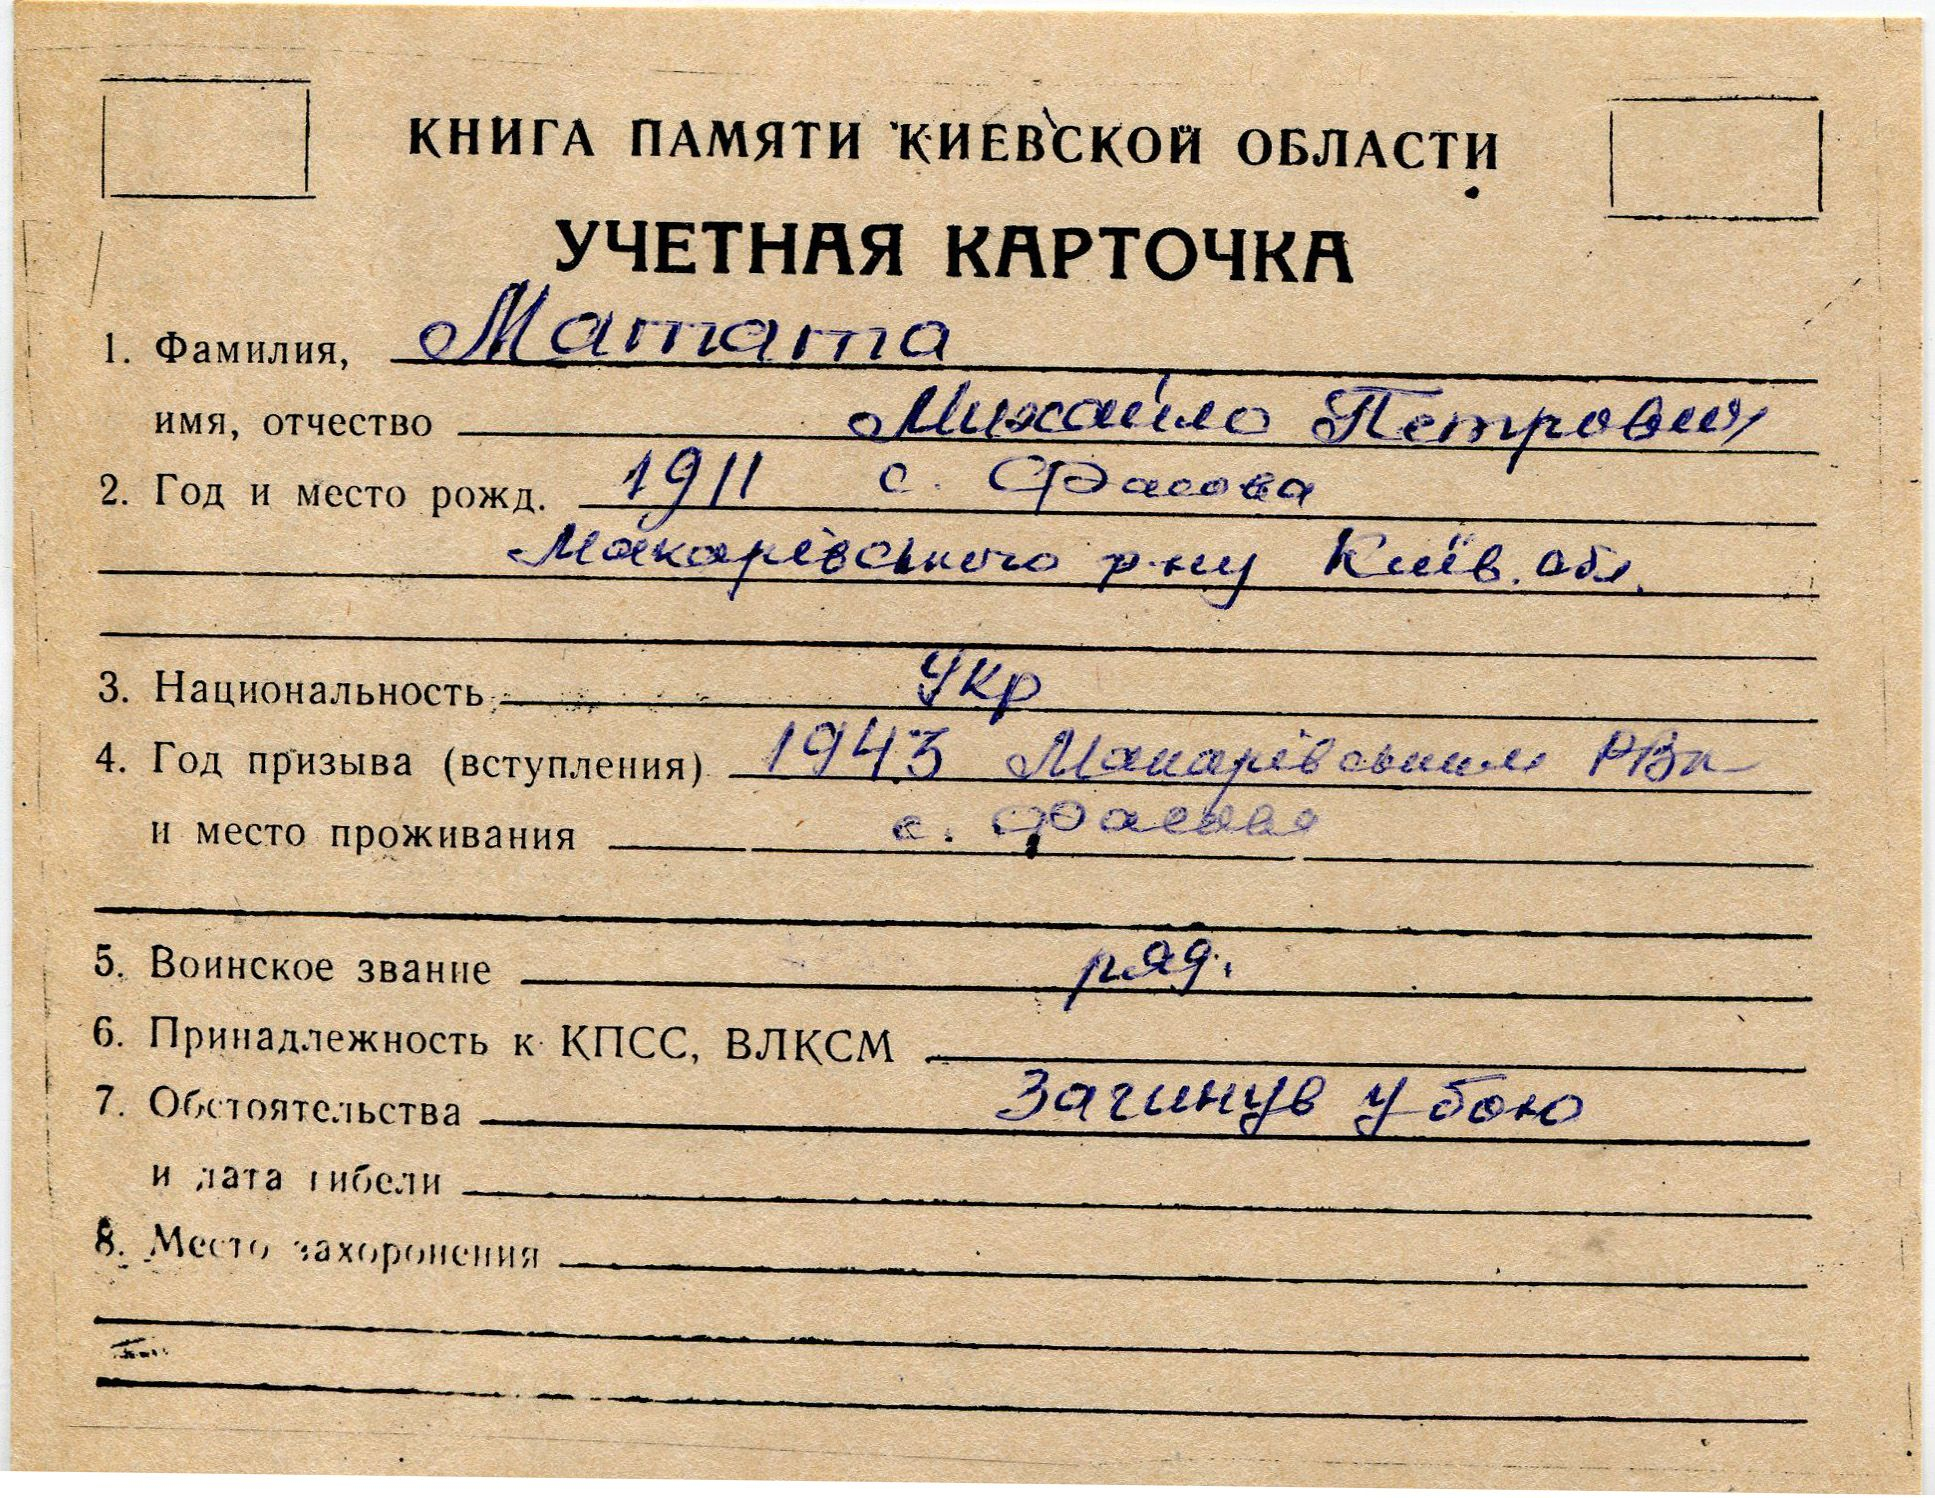 КНИГА ПАМЯТИ КИЕВСКОЙ ОБЛАСТИ
УЧЕТНАЯ КАРТОЧКА
1. Фамилия, Матата
имя, отчество Михайло Петрович
2. Год и место рожд. 1911 с. Фасова
Макарівського р-ну Київ. обл.
3. Национальность Укр
4. Год призыва (вступления) 1943 Макарівським РВк
и место проживания с. Фасова
5. Воинское звание ряд.
6. Принадлежность к КПСС, ВЛКСМ
7. Обстоятельства Загинув у бою
и дата гибели
8. Место захоронения